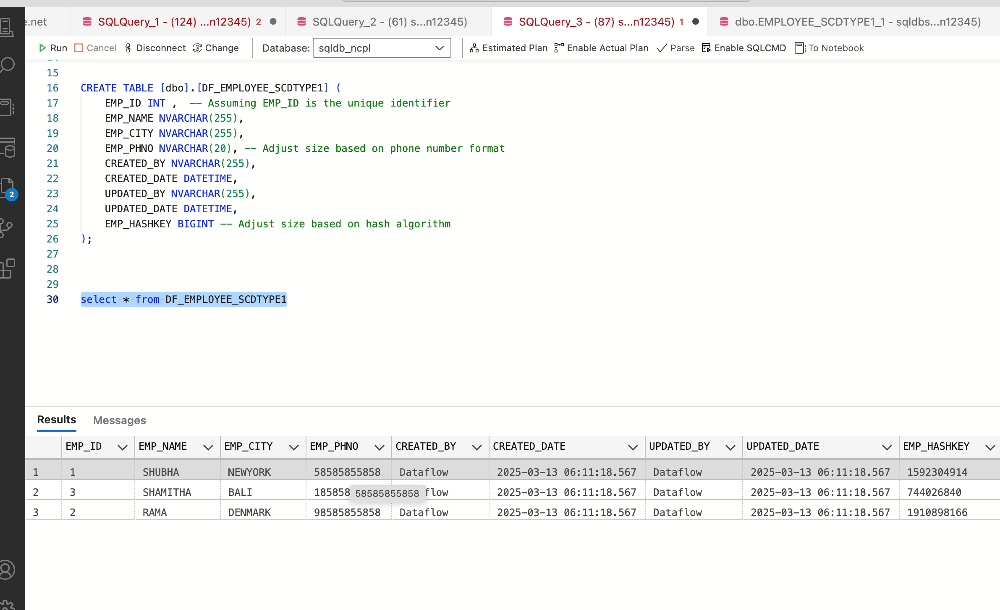 e.net SQLQuery_1 - (124) ...n12345) 2 SQLQuery_2 - (61) s...n12345) SQLQuery_3 - (87) s...n12345) 1 dbo.EMPLOYEE_SCDTYPE1_1 - sqldbs...n12345)
Run Cancel Disconnect Change Database: sqldb_ncpl Estimated Plan Enable Actual Plan Parse Enable SQLCMD To Notebook
15
16 CREATE TABLE [dbo].[DF_EMPLOYEE_SCDTYPE1] (
17 EMP_ID INT , -- Assuming EMP_ID is the unique identifier
18 EMP_NAME NVARCHAR(255),
19 EMP_CITY NVARCHAR(255),
20 EMP_PHNO NVARCHAR(20), -- Adjust size based on phone number format
21 CREATED_BY NVARCHAR(255),
22 CREATED_DATE DATETIME,
23 UPDATED_BY NVARCHAR(255),
2
24 UPDATED_DATE DATETIME,
25 EMP_HASHKEY BIGINT -- Adjust size based on hash algorithm
26 );
27
28
29
30 select * from DF_EMPLOYEE_SCDTYPE1
Results Messages
EMP_ID EMP_NAME EMP_CITY EMP_PHNO CREATED_BY CREATED_DATE UPDATED_BY UPDATED_DATE EMP_HASHKEY
1 1 SHUBHA NEWYORK 58585855858 Dataflow 2025-03-13 06:11:18.567 Dataflow 2025-03-13 06:11:18.567 1592304914
2 3 SHAMITHA BALI 185858 58585855858 flow 2025-03-13 06:11:18.567 Dataflow 2025-03-13 06:11:18.567 744026840
3 2 RAMA DENMARK 98585855858 Dataflow 2025-03-13 06:11:18.567 Dataflow 2025-03-13 06:11:18.567 1910898166